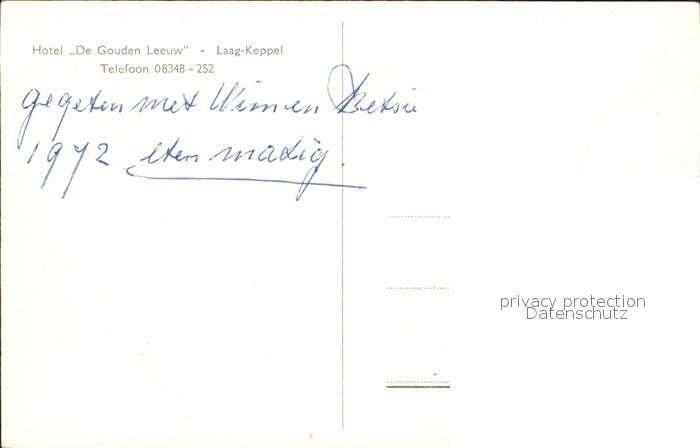 Hotel „De Gouden Leeuw" - Laag-Keppel
Telefoon 08348 - 252
gegeten met Wim en Betsie
1972 eten matig.
privacy protection
Datenschutz